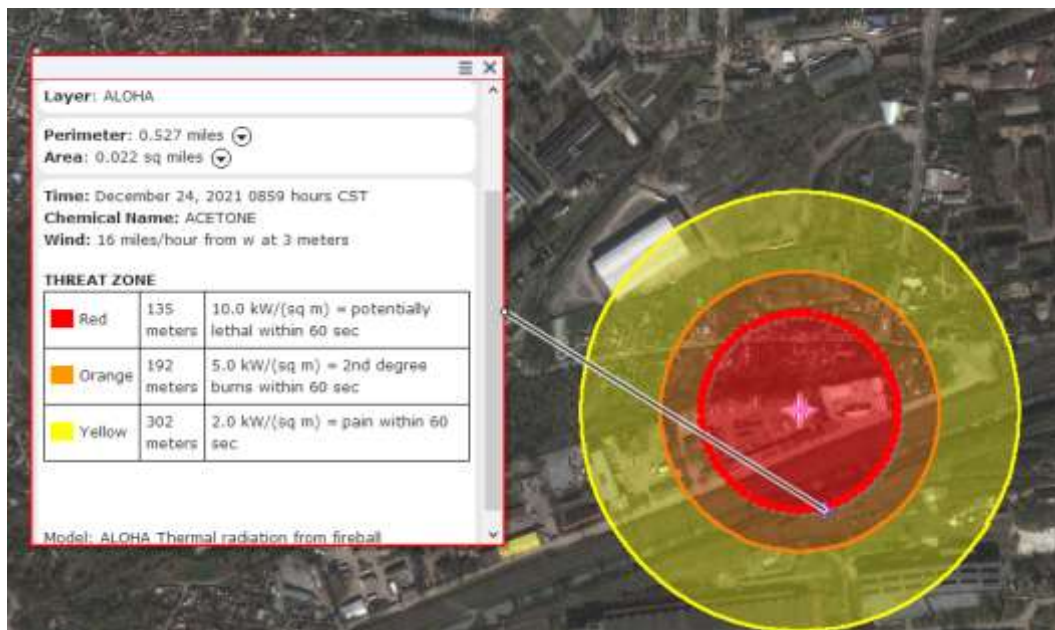 Layer: ALOHA
Perimeter: 0.527 miles
Area: 0.022 sq miles
Time: December 24, 2021 0859 hours CST
Chemical Name: ACETONE
Wind: 16 miles/hour from w at 3 meters
THREAT ZONE
Red 135 meters 10.0 kW/(sq m) = potentially lethal within 60 sec
Orange 192 meters 5.0 kW/(sq m) = 2nd degree burns within 60 sec
Yellow 302 meters 2.0 kW/(sq m) = pain within 60 sec
Model: ALOHA Thermal radiation from fireball